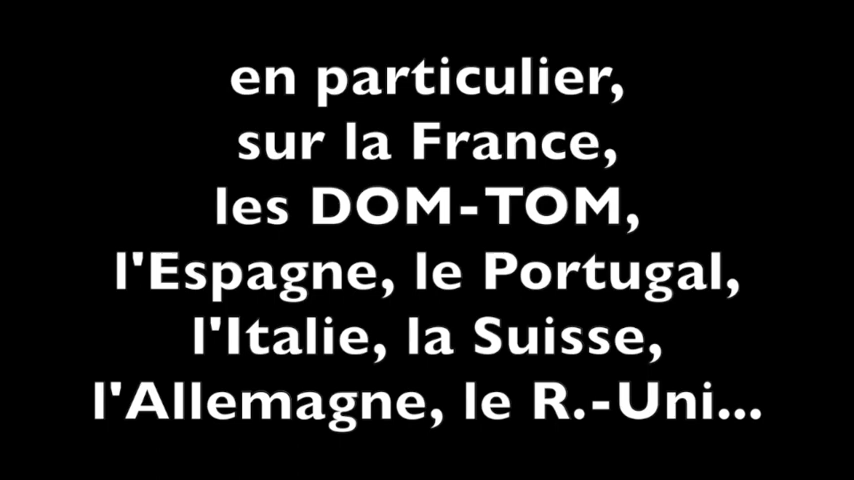 en particulier,
sur la France,
les DOM-TOM,
l'Espagne, le Portugal,
l'Italie, la Suisse,
l'Allemagne, le R.-Uni...